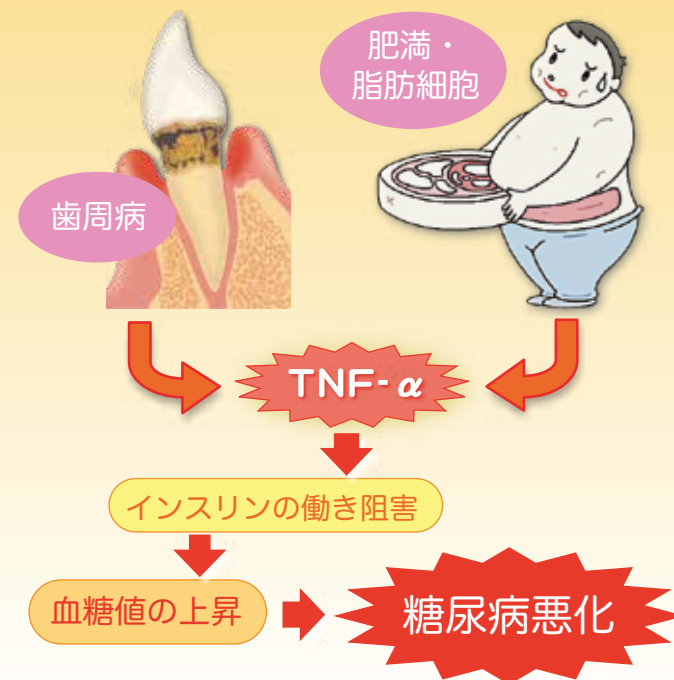 肥満・
脂肪細胞
歯周病
TNF-α
インスリンの働き阻害
血糖値の上昇
糖尿病悪化